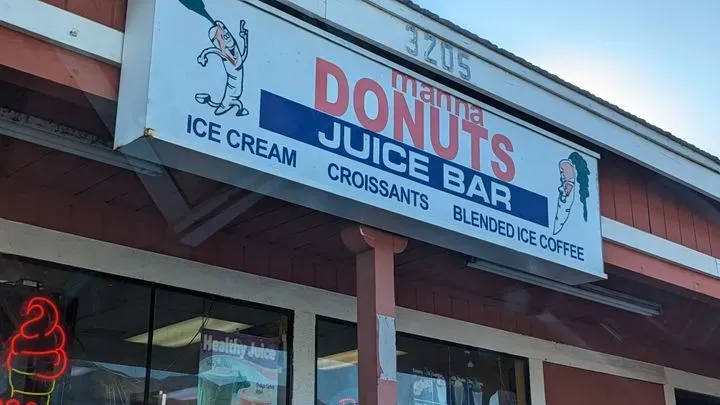 3205
manna
DONUTS
JUICE BAR
ICE CREAM
CROISSANTS
BLENDED ICE COFFEE
Healthy Juice